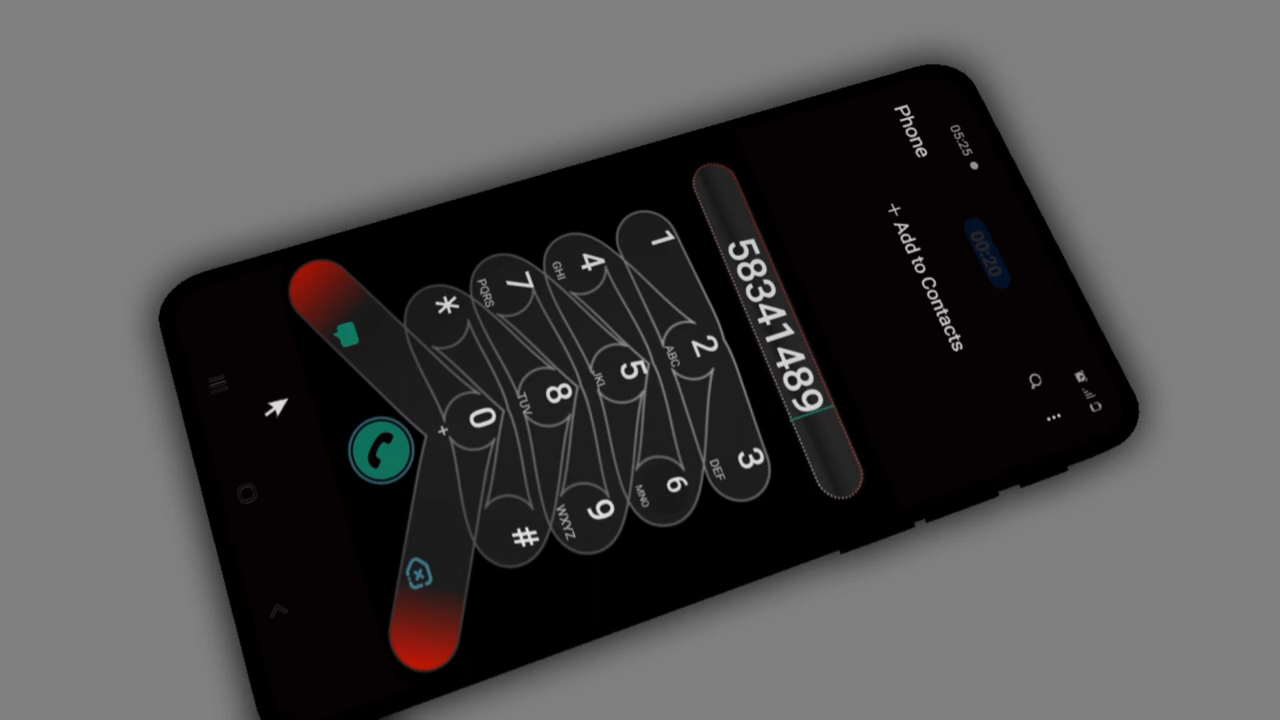 05:25
00:20
Phone
+ Add to Contacts
58341489
1 2 ABC 3 DEF
4 GHI 5 JKL 6 MNO
7 PQRS 8 TUV 9 WXYZ
* 0 + #